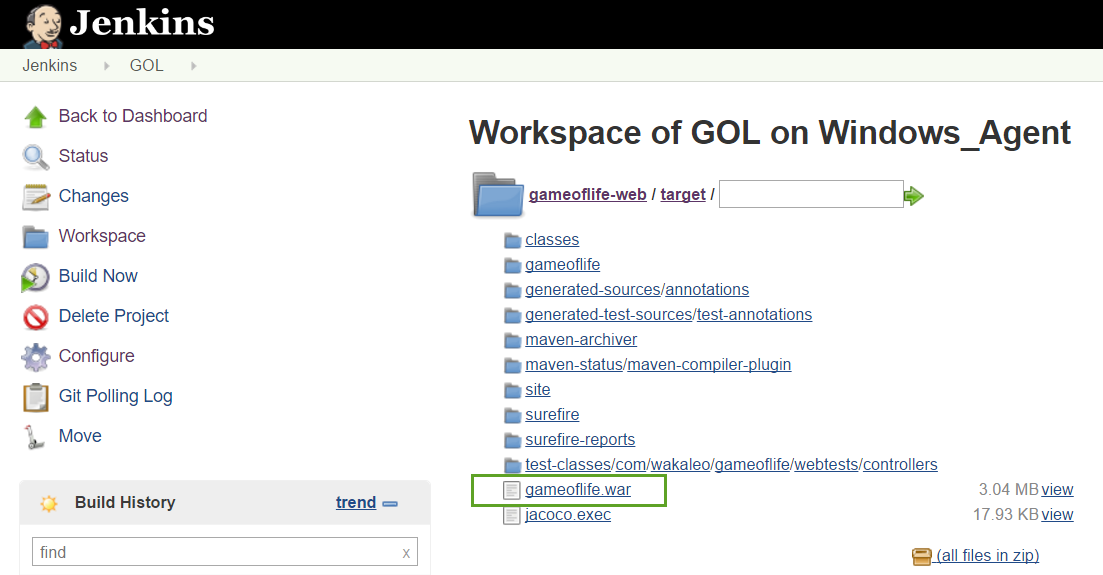 Jenkins
Jenkins GOL
Back to Dashboard
Status
Changes
Workspace
Build Now
Delete Project
Configure
Git Polling Log
Move
Build History trend
find x
Workspace of GOL on Windows_Agent
gameoflife-web / target /
classes
gameoflife
generated-sources/annotations
generated-test-sources/test-annotations
maven-archiver
maven-status/maven-compiler-plugin
site
surefire
surefire-reports
test-classes/com/wakaleo/gameoflife/webtests/controllers
gameoflife.war 3.04 MB view
jacoco.exec 17.93 KB view
(all files in zip)